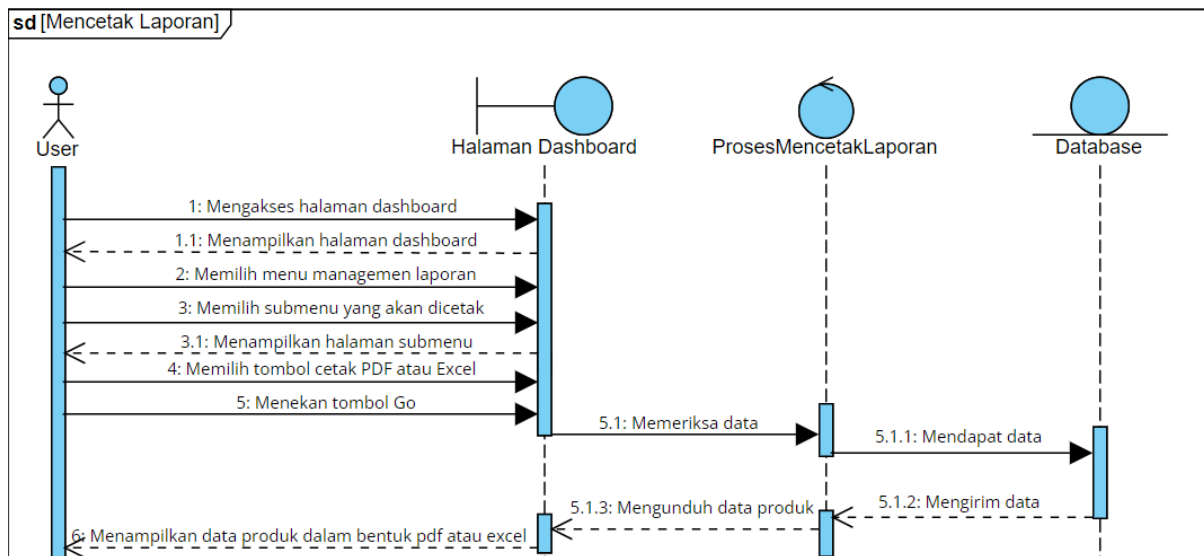 sd [Mencetak Laporan]
User
Halaman Dashboard
ProsesMencetakLaporan
Database
1: Mengakses halaman dashboard
1.1: Menampilkan halaman dashboard
2: Memilih menu managemen laporan
3: Memilih submenu yang akan dicetak
3.1: Menampilkan halaman submenu
4: Memilih tombol cetak PDF atau Excel
5: Menekan tombol Go
5.1: Memeriksa data
5.1.1: Mendapat data
5.1.2: Mengirim data
5.1.3: Mengunduh data produk
6: Menampilkan data produk dalam bentuk pdf atau excel